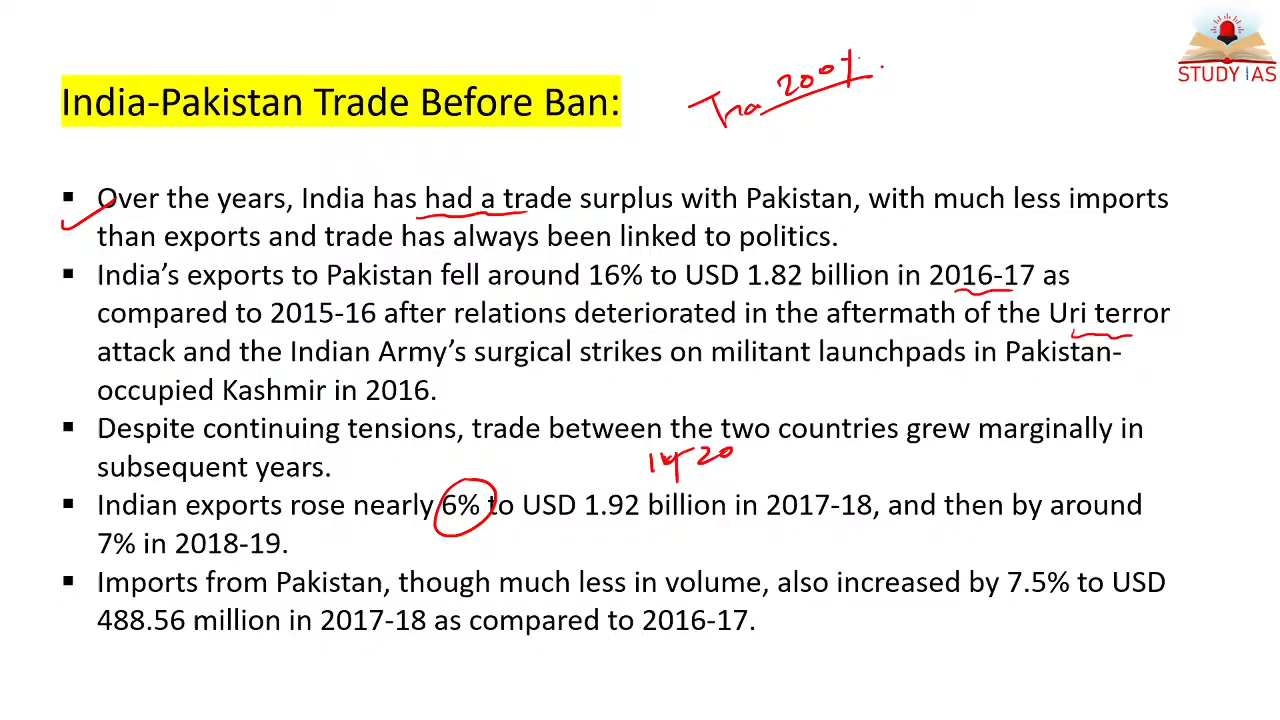 STUDY IAS
India-Pakistan Trade Before Ban:
Tra 200%
▪ Over the years, India has had a trade surplus with Pakistan, with much less imports
than exports and trade has always been linked to politics.
▪ India's exports to Pakistan fell around 16% to USD 1.82 billion in 2016-17 as
compared to 2015-16 after relations deteriorated in the aftermath of the Uri terror
attack and the Indian Army's surgical strikes on militant launchpads in Pakistan-
occupied Kashmir in 2016.
▪ Despite continuing tensions, trade between the two countries grew marginally in
subsequent years.
▪ Indian exports rose nearly 6% to USD 1.92 billion in 2017-18, and then by around
7% in 2018-19.
▪ Imports from Pakistan, though much less in volume, also increased by 7.5% to USD
488.56 million in 2017-18 as compared to 2016-17.